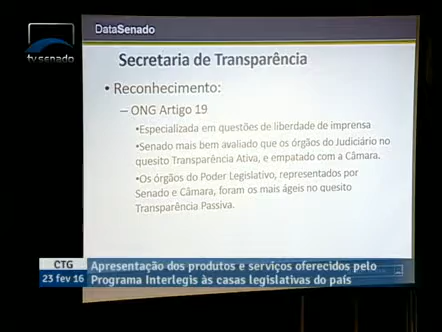 DataSenado
tv senado
Secretaria de Transparência
• Reconhecimento:
– ONG Artigo 19
•Especializada em questões de liberdade de imprensa
•Senado mais bem avaliado que os órgãos do Judiciário no
quesito Transparência Ativa, e empatado com a Câmara.
•Os órgãos do Poder Legislativo, representados por
Senado e Câmara, foram os mais ágeis no quesito
Transparência Passiva.
CTG
23 fev 16
Apresentação dos produtos e serviços oferecidos pelo
Programa Interlegis às casas legislativas do país